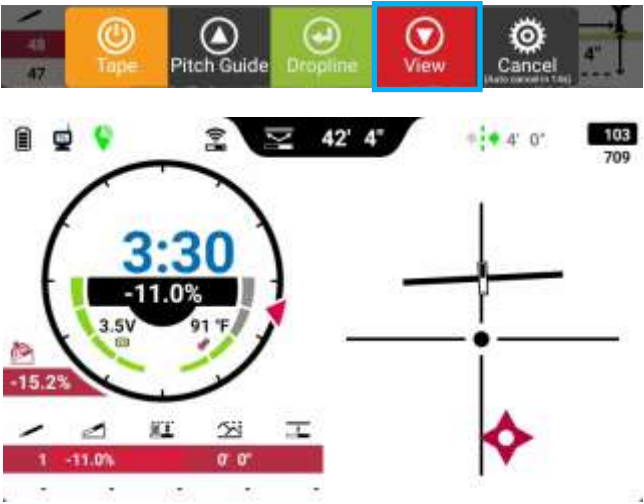 48
47
Tape
Pitch Guide
Dropline
View
Cancel
(Auto cancel in 14s)
4"
42' 4"
4' 0"
103
709
3:30
-11.0%
3.5V
91 °F
-15.2%
1 -11.0% 0' 0"
- - - - -